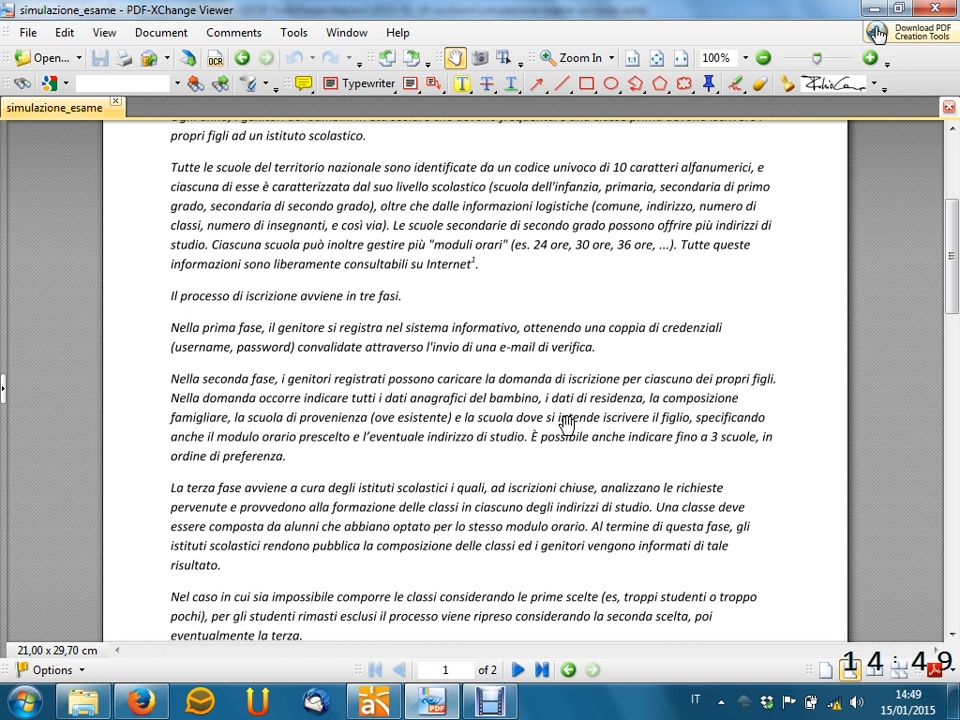 simulazione_esame - PDF-XChange Viewer
File Edit View Document Comments Tools Window Help
Download PDF
Creation Tools
Open... OCR Zoom In 100%
Typewriter
simulazione_esame
propri figli ad un istituto scolastico.
Tutte le scuole del territorio nazionale sono identificate da un codice univoco di 10 caratteri alfanumerici, e
ciascuna di esse è caratterizzata dal suo livello scolastico (scuola dell'infanzia, primaria, secondaria di primo
grado, secondaria di secondo grado), oltre che dalle informazioni logistiche (comune, indirizzo, numero di
classi, numero di insegnanti, e così via). Le scuole secondarie di secondo grado possono offrire più indirizzi di
studio. Ciascuna scuola può inoltre gestire più "moduli orari" (es. 24 ore, 30 ore, 36 ore, ...). Tutte queste
informazioni sono liberamente consultabili su Internet1.
Il processo di iscrizione avviene in tre fasi.
Nella prima fase, il genitore si registra nel sistema informativo, ottenendo una coppia di credenziali
(username, password) convalidate attraverso l'invio di una e-mail di verifica.
Nella seconda fase, i genitori registrati possono caricare la domanda di iscrizione per ciascuno dei propri figli.
Nella domanda occorre indicare tutti i dati anagrafici del bambino, i dati di residenza, la composizione
famigliare, la scuola di provenienza (ove esistente) e la scuola dove si intende iscrivere il figlio, specificando
anche il modulo orario prescelto e l'eventuale indirizzo di studio. È possibile anche indicare fino a 3 scuole, in
ordine di preferenza.
La terza fase avviene a cura degli istituti scolastici i quali, ad iscrizioni chiuse, analizzano le richieste
pervenute e provvedono alla formazione delle classi in ciascuno degli indirizzi di studio. Una classe deve
essere composta da alunni che abbiano optato per lo stesso modulo orario. Al termine di questa fase, gli
istituti scolastici rendono pubblica la composizione delle classi ed i genitori vengono informati di tale
risultato.
Nel caso in cui sia impossibile comporre le classi considerando le prime scelte (es, troppi studenti o troppo
pochi), per gli studenti rimasti esclusi il processo viene ripreso considerando la seconda scelta, poi
eventualmente la terza.
21,00 x 29,70 cm
Options 1 of 2
14:49
IT 14:49
15/01/2015